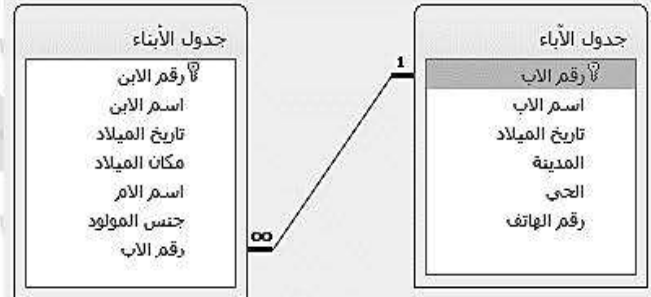 جدول الآباء
رقم الاب
اسم الاب
تاريخ الميلاد
المدينة
الحي
رقم الهاتف
1
∞
جدول الأبناء
رقم الابن
اسم الابن
تاريخ الميلاد
مكان الميلاد
اسم الام
جنس المولود
رقم الاب